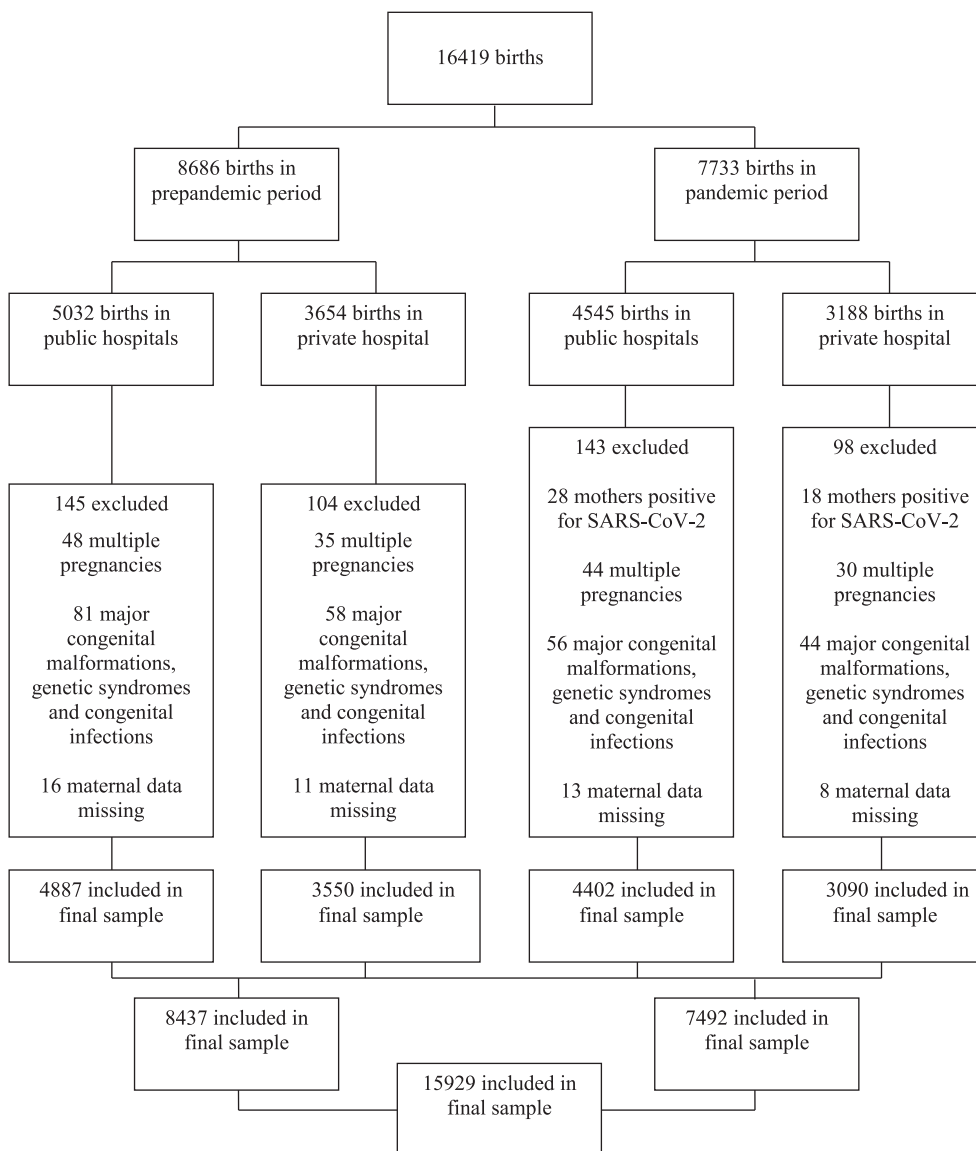 16419 births
8686 births in
prepandemic period
7733 births in
pandemic period
5032 births in
public hospitals
3654 births in
private hospital
4545 births in
public hospitals
3188 births in
private hospital
145 excluded
48 multiple
pregnancies
81 major
congenital
malformations,
genetic syndromes
and congenital
infections
16 maternal data
missing
104 excluded
35 multiple
pregnancies
58 major
congenital
malformations,
genetic syndromes
and congenital
infections
11 maternal data
missing
143 excluded
28 mothers positive
for SARS-CoV-2
44 multiple
pregnancies
56 major congenital
malformations,
genetic syndromes
and congenital
infections
13 maternal data
missing
98 excluded
18 mothers positive
for SARS-CoV-2
30 multiple
pregnancies
44 major congenital
malformations,
genetic syndromes
and congenital
infections
8 maternal data
missing
4887 included in
final sample
3550 included in
final sample
4402 included in
final sample
3090 included in
final sample
8437 included in
final sample
7492 included in
final sample
15929 included in
final sample